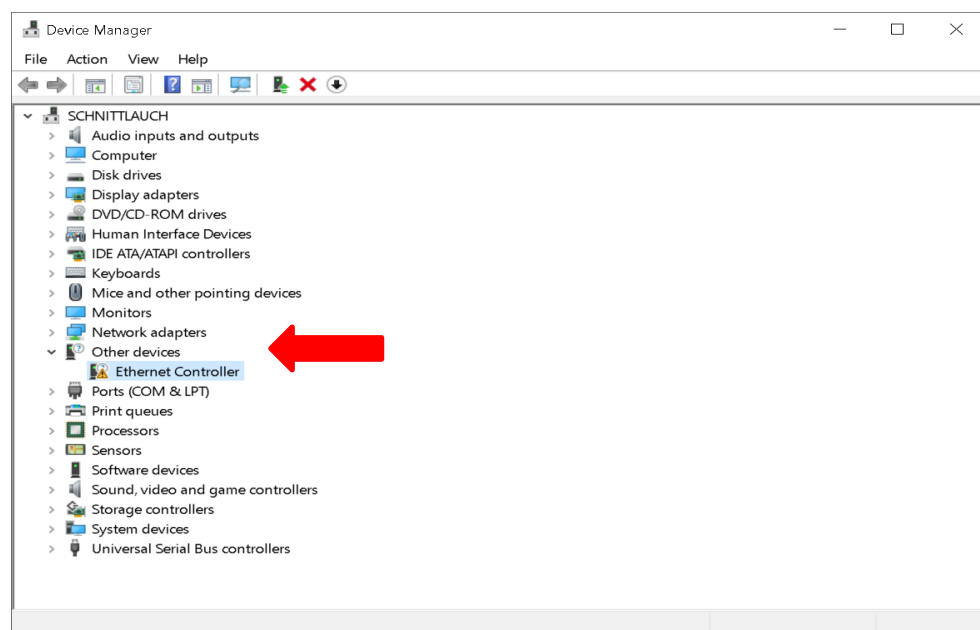 Device Manager
File Action View Help
SCHNITTLAUCH
Audio inputs and outputs
Computer
Disk drives
Display adapters
DVD/CD-ROM drives
Human Interface Devices
IDE ATA/ATAPI controllers
Keyboards
Mice and other pointing devices
Monitors
Network adapters
Other devices
Ethernet Controller
Ports (COM & LPT)
Print queues
Processors
Sensors
Software devices
Sound, video and game controllers
Storage controllers
System devices
Universal Serial Bus controllers